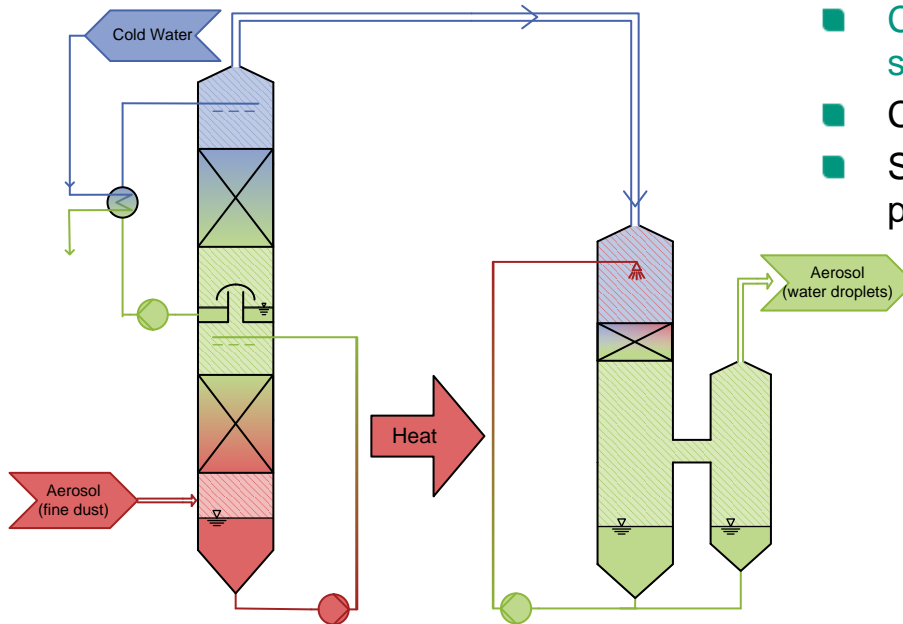 Cold Water
Aerosol
(water droplets)
Heat
Aerosol
(fine dust)